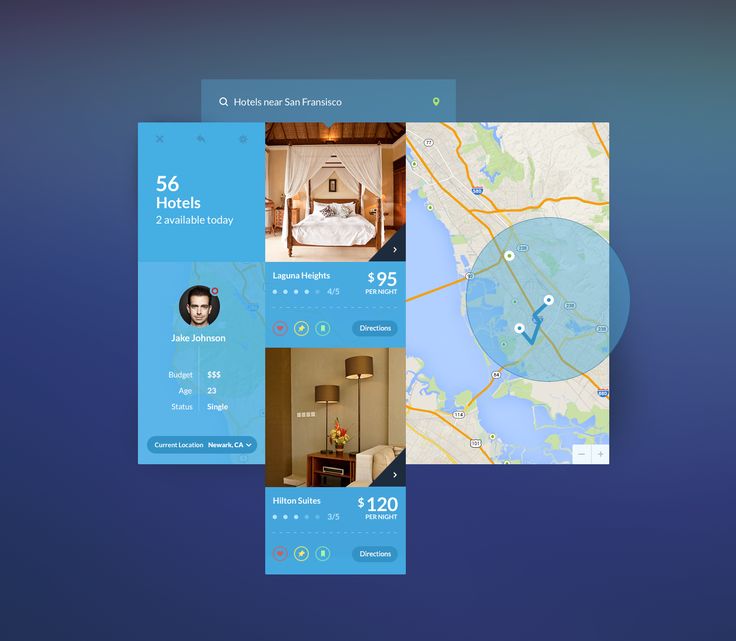 Hotels near San Fransisco
56
Hotels
2 available today
Jake Johnson
Budget $$$
Age 23
Status Single
Current Location Newark, CA
Laguna Heights
4/5
$95
PER NIGHT
Directions
Hilton Suites
3/5
$120
PER NIGHT
Directions
77
580
92
238
238
84
114
101